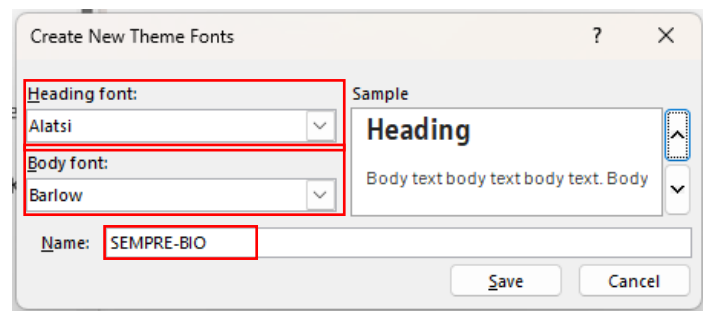 Create New Theme Fonts ? ×
Heading font:
Alatsi
Body font:
Barlow
Sample
Heading
Body text body text body text. Body
Name: SEMPRE-BIO
Save Cancel